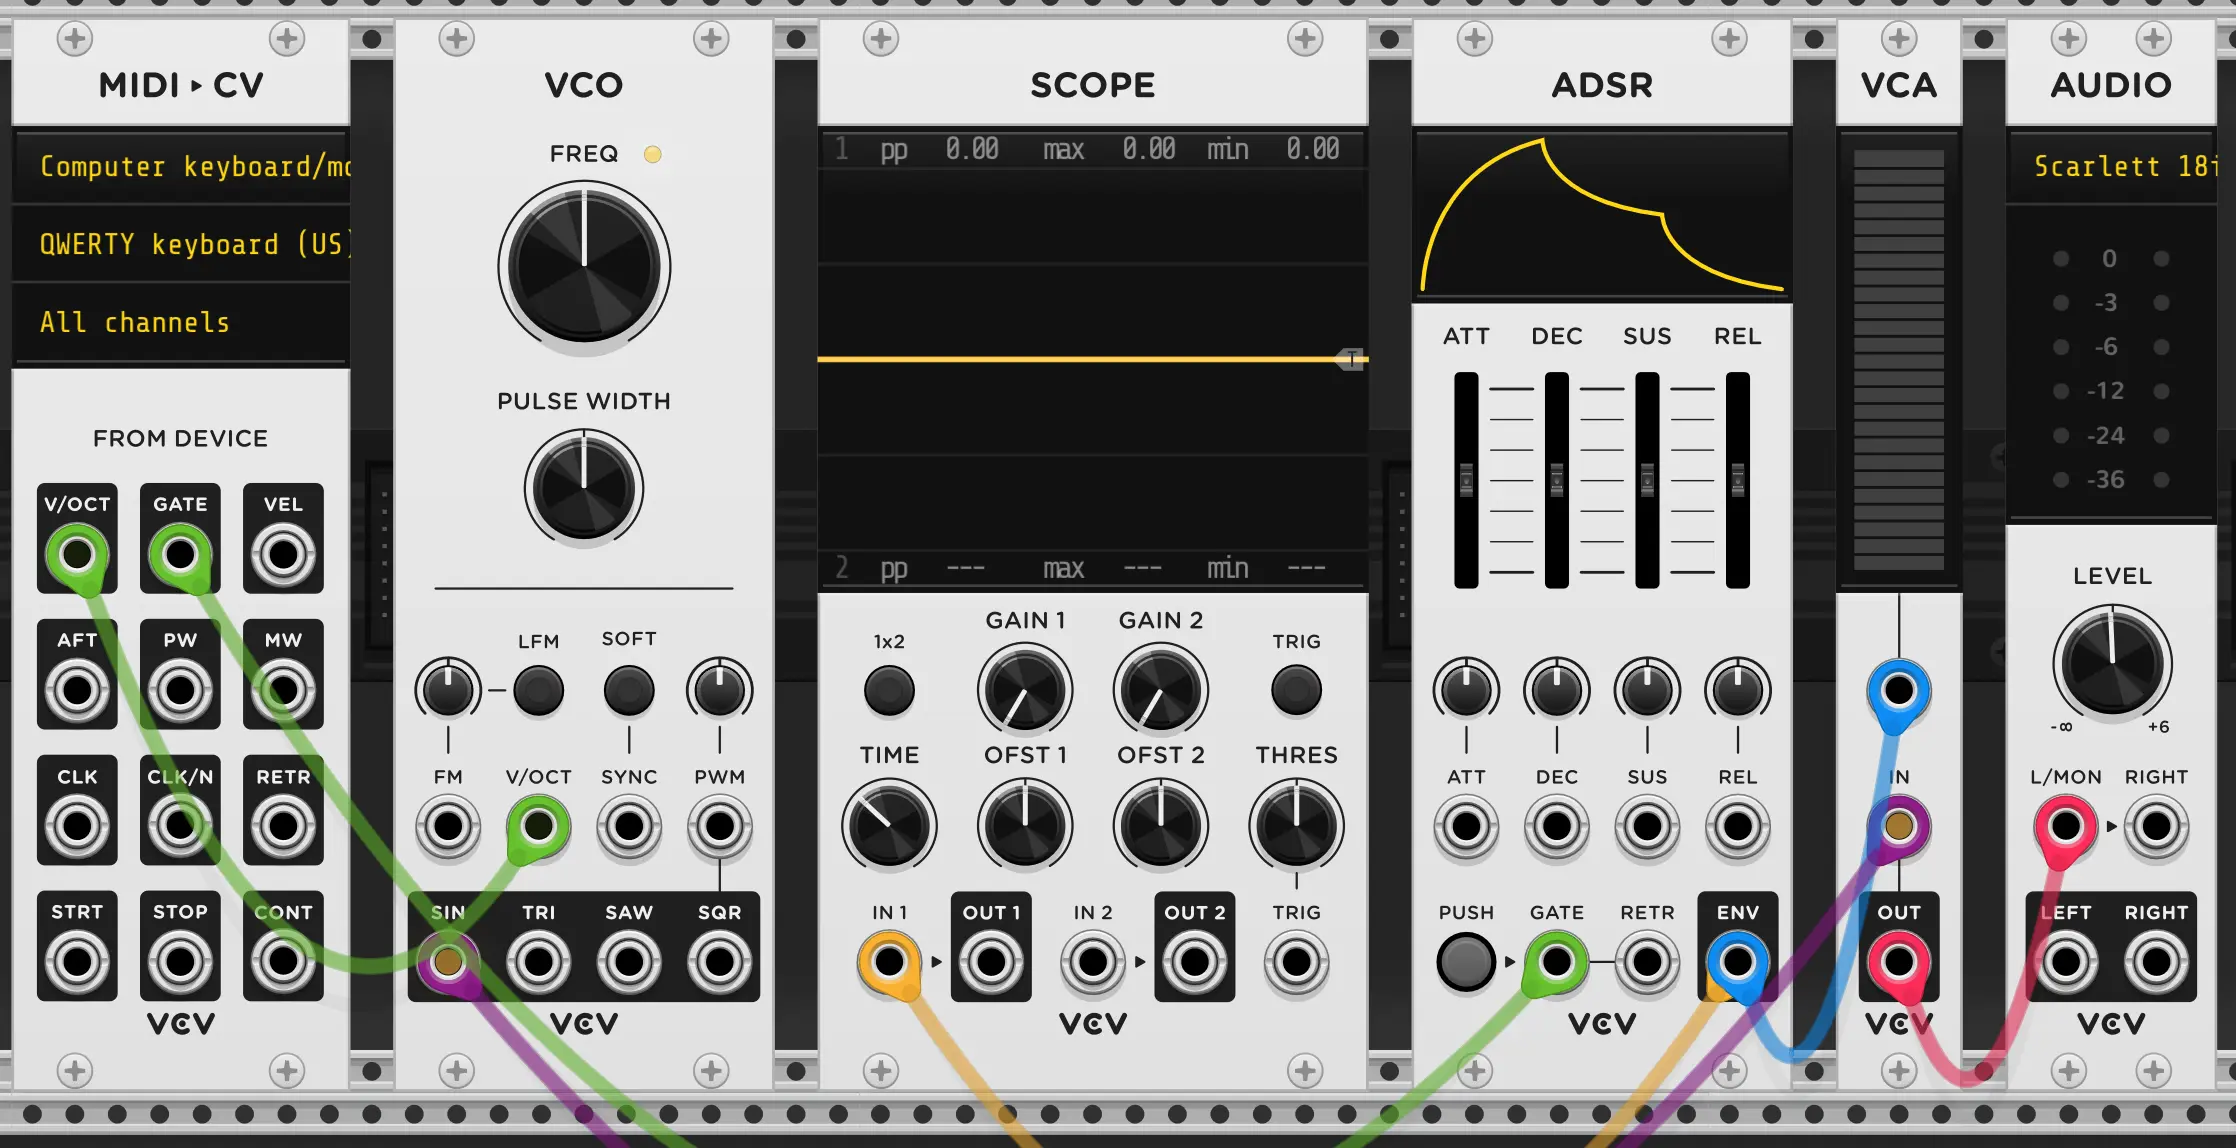 MIDI ▸ CV
Computer keyboard/mo
QWERTY keyboard (US)
All channels
FROM DEVICE
V/OCT GATE VEL
AFT PW MW
CLK CLK/N RETR
STRT STOP CONT
VCV
VCO
FREQ
PULSE WIDTH
LFM SOFT
FM V/OCT SYNC PWM
SIN TRI SAW SQR
VCV
SCOPE
1 pp 0.00 max 0.00 min 0.00
T
2 pp --- max --- min ---
1x2 GAIN 1 GAIN 2 TRIG
TIME OFST 1 OFST 2 THRES
IN 1 OUT 1 IN 2 OUT 2 TRIG
VCV
ADSR
ATT DEC SUS REL
ATT DEC SUS REL
PUSH GATE RETR ENV
VCV
VCA
IN
OUT
VCV
AUDIO
Scarlett 18i
0
-3
-6
-12
-24
-36
LEVEL
-∞ +6
L/MON RIGHT
LEFT RIGHT
VCV